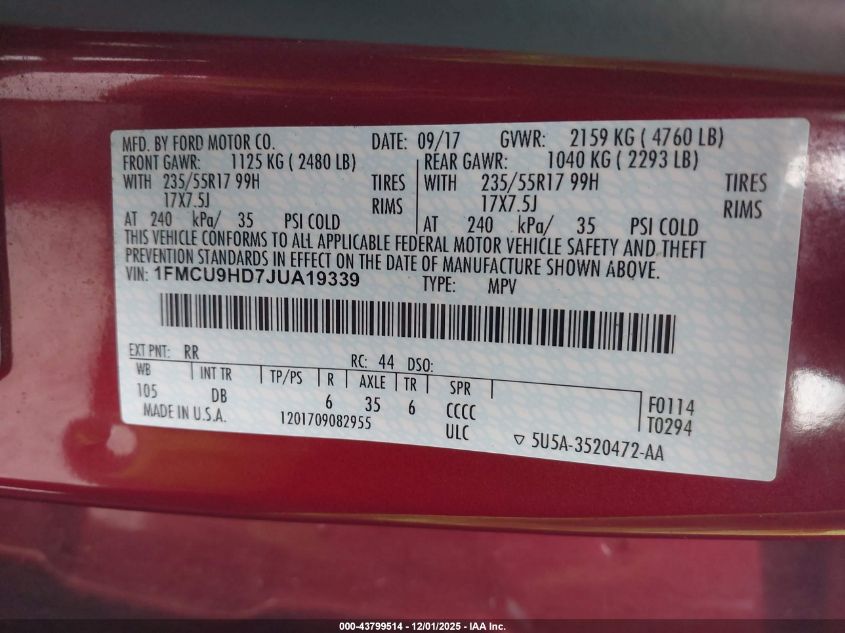 MFD. BY FORD MOTOR CO. DATE: 09/17 GVWR: 2159 KG ( 4760 LB)
FRONT GAWR: 1125 KG ( 2480 LB) REAR GAWR: 1040 KG ( 2293 LB)
WITH 235/55R17 99H TIRES WITH 235/55R17 99H TIRES
17X7.5J RIMS 17X7.5J RIMS
AT 240 kPa/ 35 PSI COLD AT 240 kPa/ 35 PSI COLD
THIS VEHICLE CONFORMS TO ALL APPLICABLE FEDERAL MOTOR VEHICLE SAFETY AND THEFT
PREVENTION STANDARDS IN EFFECT ON THE DATE OF MANUFACTURE SHOWN ABOVE.
VIN: 1FMCU9HD7JUA19339 TYPE: MPV
EXT PNT: RR RC: 44 DSO:
WB INT TR TP/PS R AXLE TR SPR
105 DB 6 35 6 CCCC F0114
MADE IN U.S.A. 1201709082955 ULC T0294
5U5A-3520472-AA
000-43799514 - 12/01/2025 - IAA Inc.